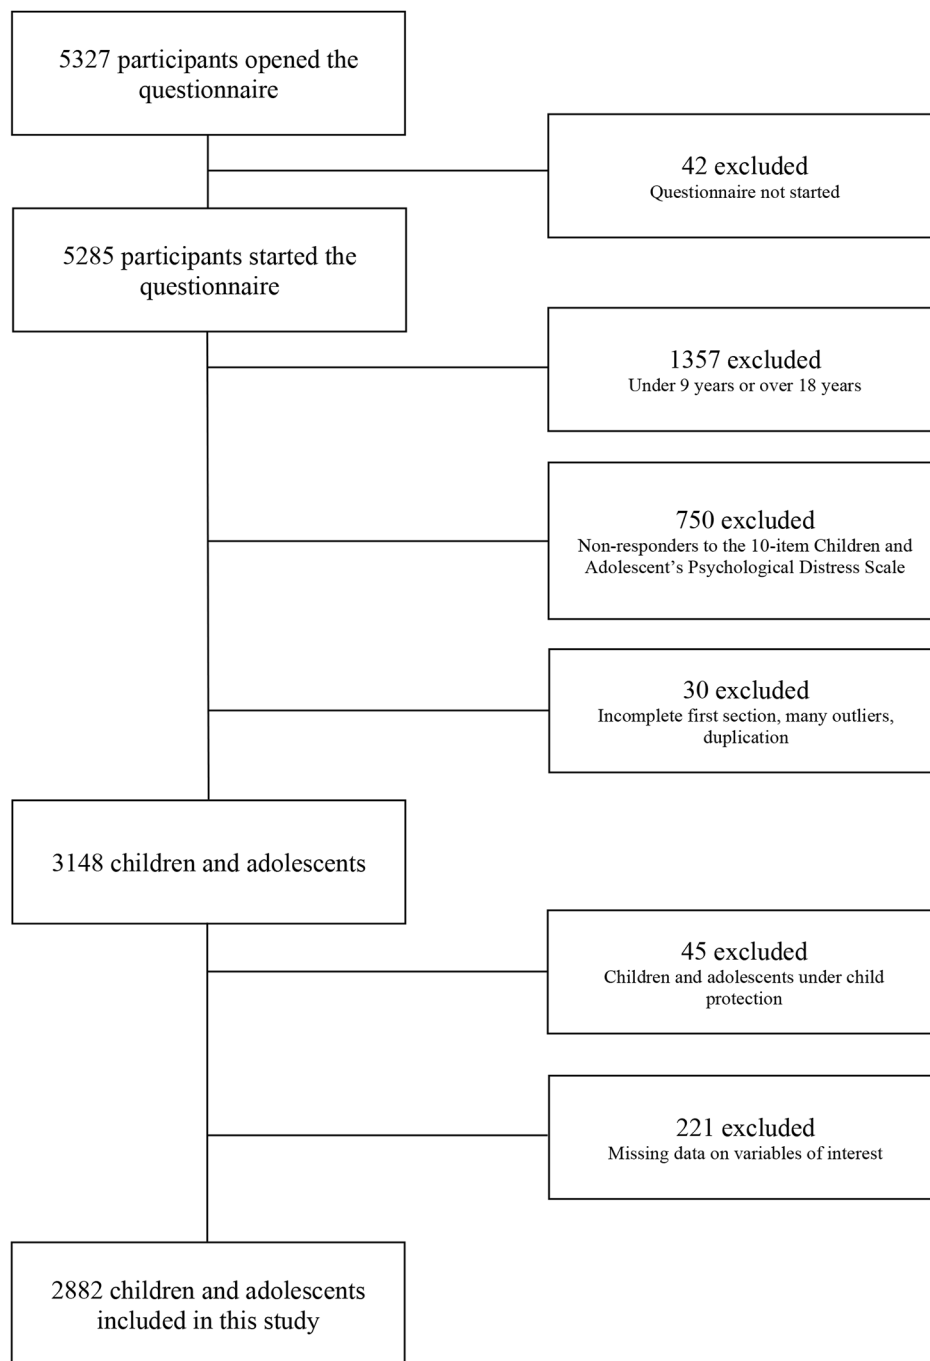 5327 participants opened the
questionnaire
42 excluded
Questionnaire not started
5285 participants started the
questionnaire
1357 excluded
Under 9 years or over 18 years
750 excluded
Non-responders to the 10-item Children and
Adolescent’s Psychological Distress Scale
30 excluded
Incomplete first section, many outliers,
duplication
3148 children and adolescents
45 excluded
Children and adolescents under child
protection
221 excluded
Missing data on variables of interest
2882 children and adolescents
included in this study